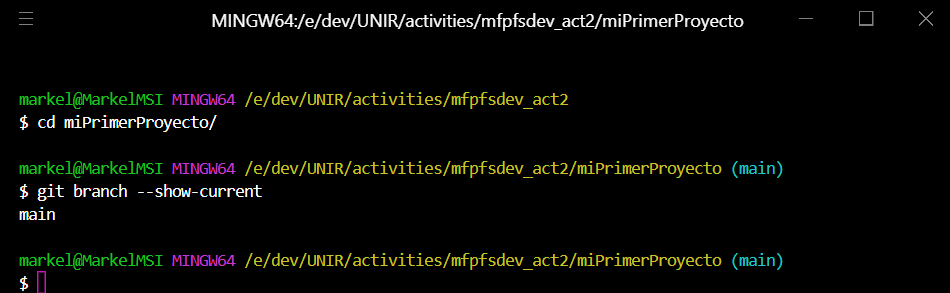 MINGW64:/e/dev/UNIR/activities/mfpfsdev_act2/miPrimerProyecto
markel@MarkelMSI MINGW64 /e/dev/UNIR/activities/mfpfsdev_act2
$ cd miPrimerProyecto/
markel@MarkelMSI MINGW64 /e/dev/UNIR/activities/mfpfsdev_act2/miPrimerProyecto (main)
$ git branch --show-current
main
markel@MarkelMSI MINGW64 /e/dev/UNIR/activities/mfpfsdev_act2/miPrimerProyecto (main)
$